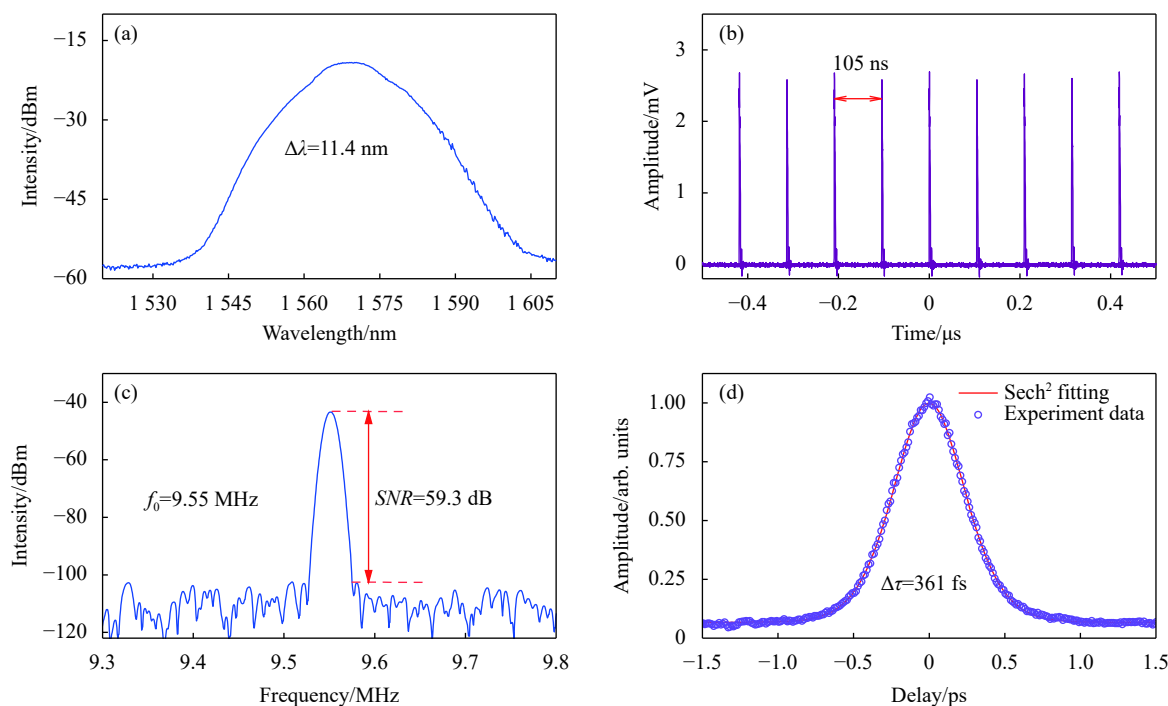 (a)
Intensity/dBm
−15
−30
−45
−60
Δλ=11.4 nm
1 530 1 545 1 560 1 575 1 590 1 605
Wavelength/nm
(b)
Amplitude/mV
3
2
1
0
105 ns
−0.4 −0.2 0 0.2 0.4
Time/μs
(c)
Intensity/dBm
−40
−60
−80
−100
−120
f₀=9.55 MHz
SNR=59.3 dB
9.3 9.4 9.5 9.6 9.7 9.8
Frequency/MHz
(d)
Amplitude/arb. units
1.00
0.75
0.50
0.25
0
Sech² fitting
Experiment data
Δτ=361 fs
−1.5 −1.0 −0.5 0 0.5 1.0 1.5
Delay/ps